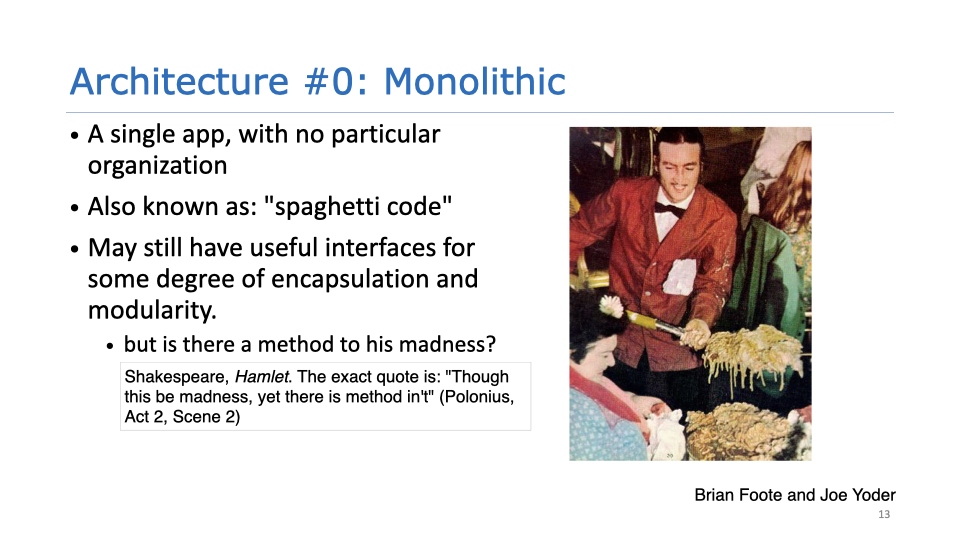 Architecture #0: Monolithic
• A single app, with no particular
organization
• Also known as: "spaghetti code"
• May still have useful interfaces for
some degree of encapsulation and
modularity.
• but is there a method to his madness?
Shakespeare, Hamlet. The exact quote is: "Though
this be madness, yet there is method in't" (Polonius,
Act 2, Scene 2)
Brian Foote and Joe Yoder
13